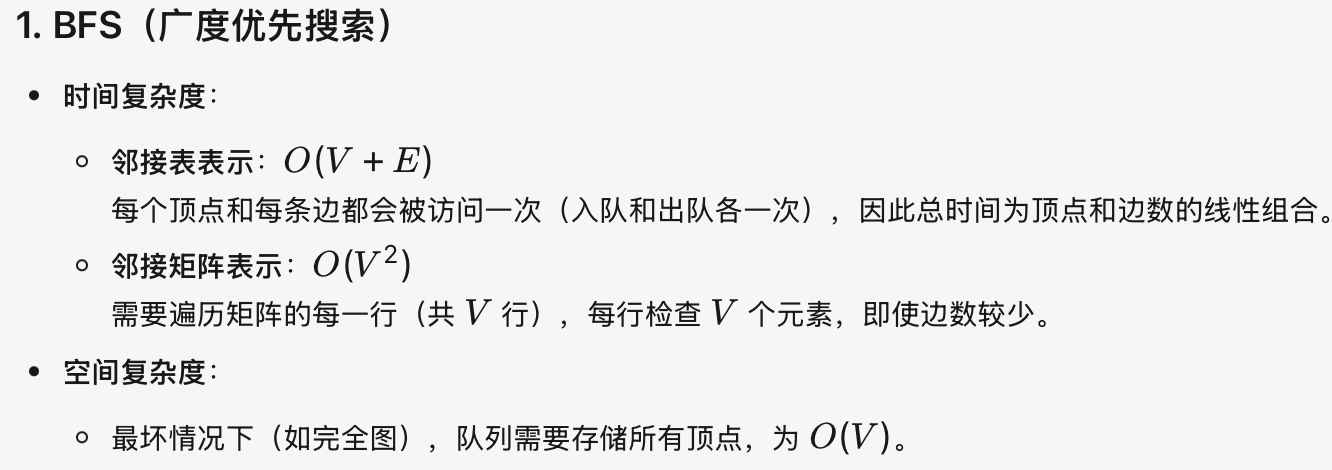 1. BFS（广度优先搜索）
• 时间复杂度：
○ 邻接表表示：O(V + E)
每个顶点和每条边都会被访问一次（入队和出队各一次），因此总时间为顶点和边数的线性组合。
○ 邻接矩阵表示：O(V²)
需要遍历矩阵的每一行（共 V 行），每行检查 V 个元素，即使边数较少。
• 空间复杂度：
○ 最坏情况下（如完全图），队列需要存储所有顶点，为 O(V)。